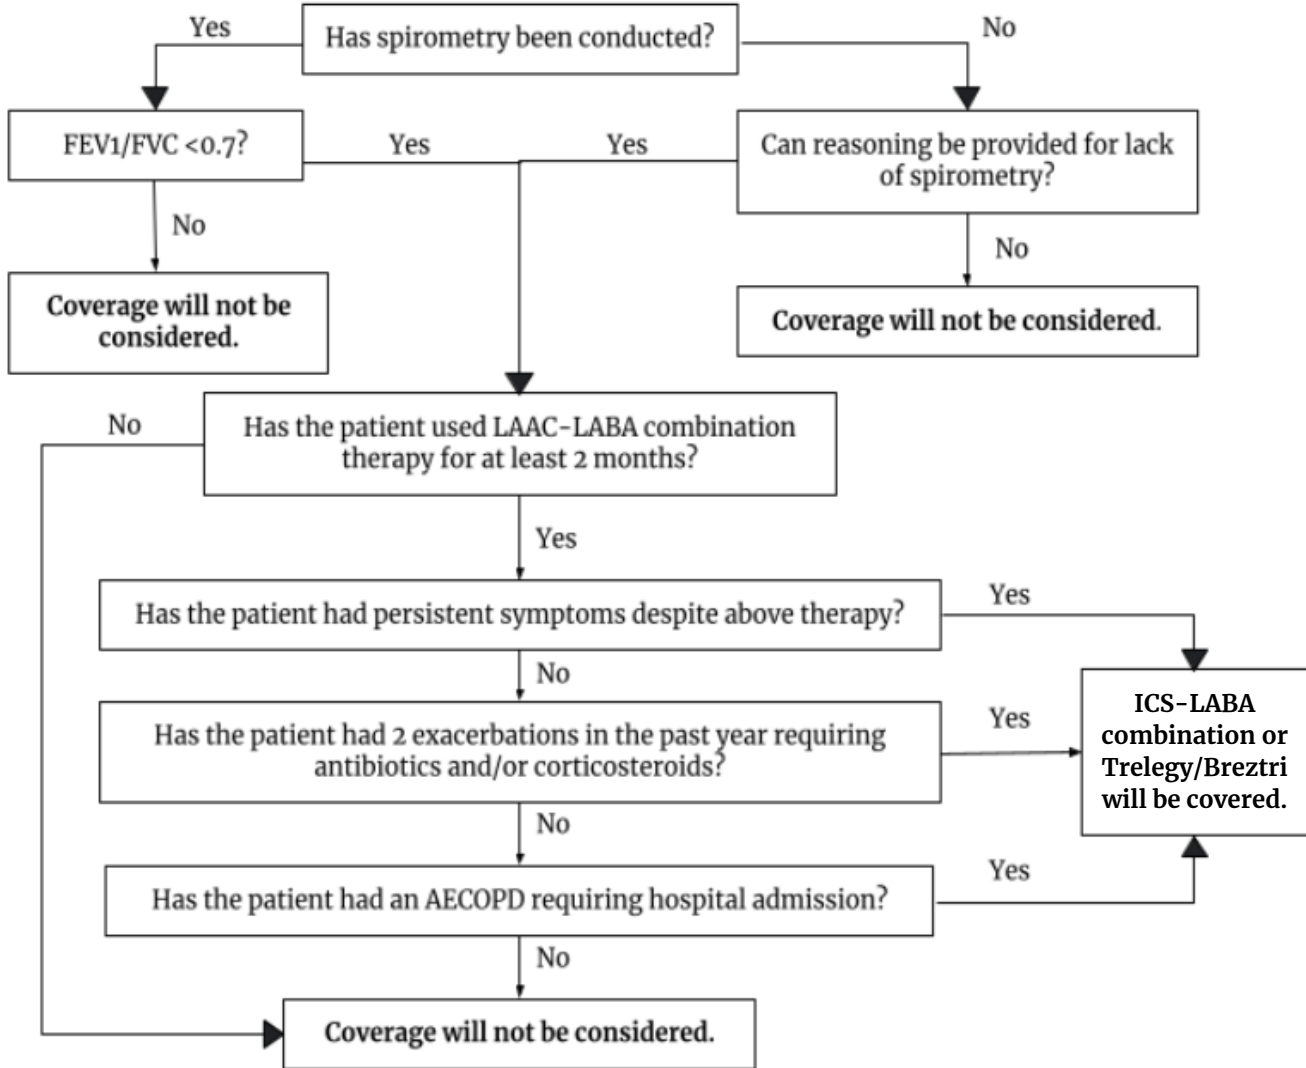 Has spirometry been conducted?
Yes
No
FEV1/FVC <0.7?
Yes
Yes
Can reasoning be provided for lack
of spirometry?
No
No
Coverage will not be
considered.
Coverage will not be considered.
No
Has the patient used LAAC-LABA combination
therapy for at least 2 months?
Yes
Has the patient had persistent symptoms despite above therapy?
Yes
No
Has the patient had 2 exacerbations in the past year requiring
antibiotics and/or corticosteroids?
Yes
ICS-LABA
combination or
Trelegy/Breztri
will be covered.
No
Has the patient had an AECOPD requiring hospital admission?
Yes
No
Coverage will not be considered.